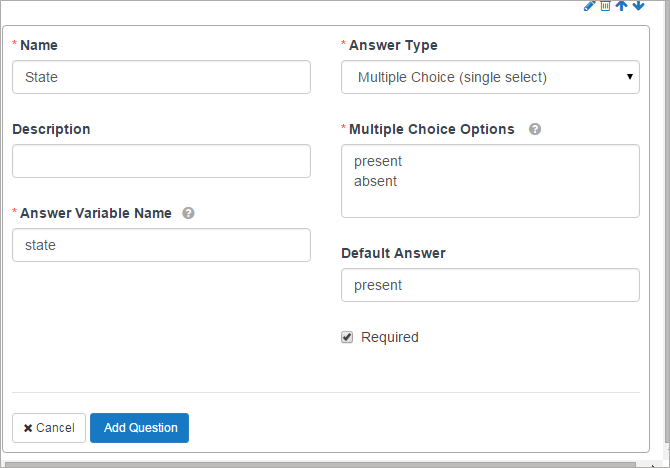 * Name
State
Description
* Answer Variable Name ?
state
* Answer Type
Multiple Choice (single select)
* Multiple Choice Options ?
present
absent
Default Answer
present
Required
Cancel
Add Question